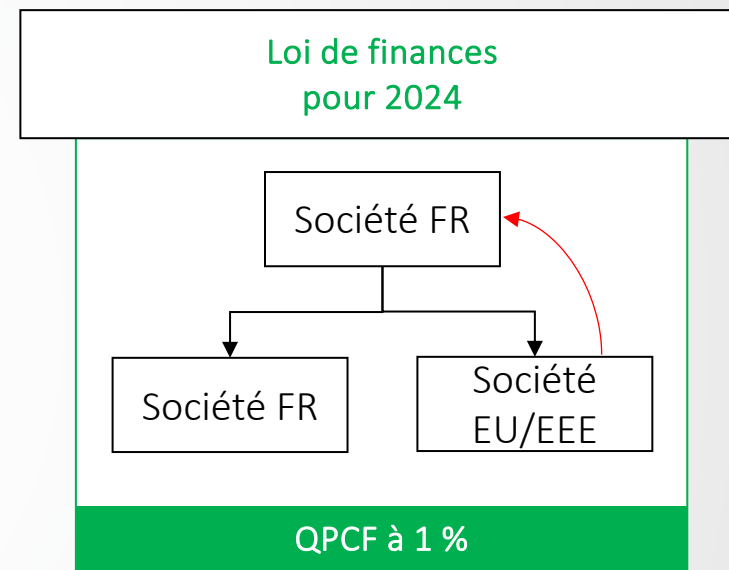 Loi de finances
pour 2024
Société FR
Société FR
Société
EU/EEE
QPCF à 1 %